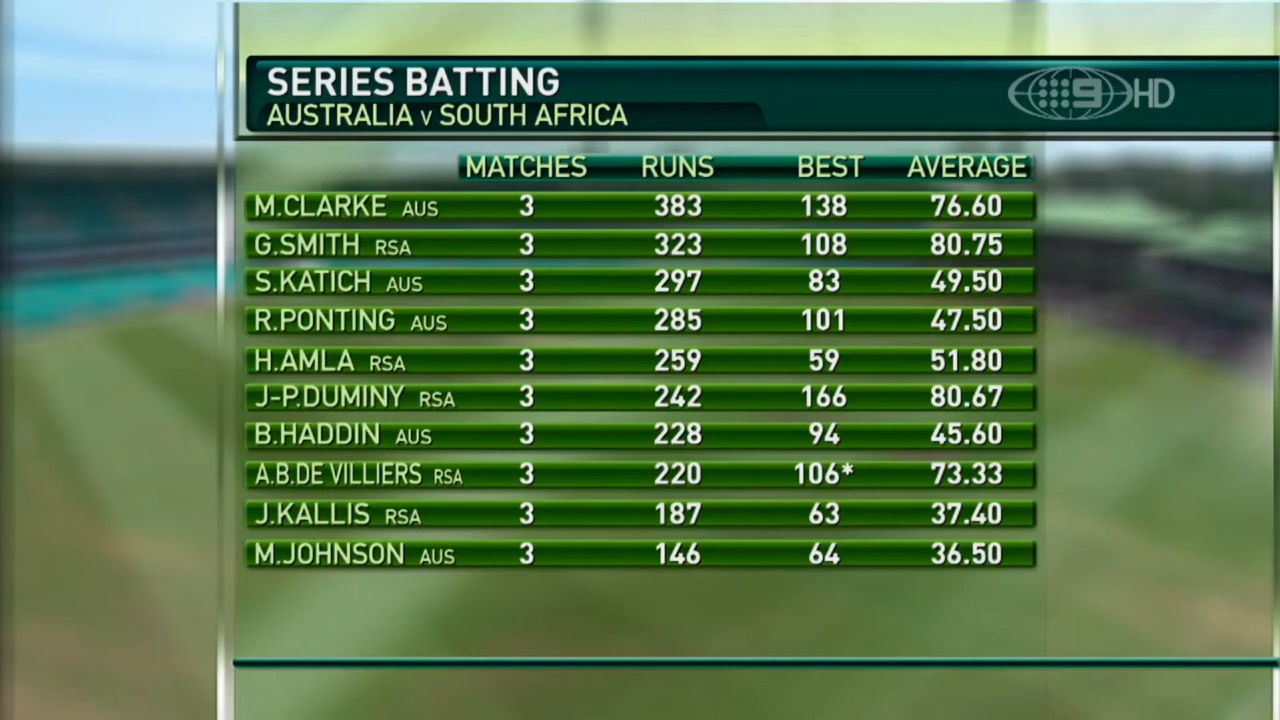 SERIES BATTING
AUSTRALIA v SOUTH AFRICA
9HD
MATCHES RUNS BEST AVERAGE
M.CLARKE AUS 3 383 138 76.60
G.SMITH RSA 3 323 108 80.75
S.KATICH AUS 3 297 83 49.50
R.PONTING AUS 3 285 101 47.50
H.AMLA RSA 3 259 59 51.80
J-P.DUMINY RSA 3 242 166 80.67
B.HADDIN AUS 3 228 94 45.60
A.B.DE VILLIERS RSA 3 220 106* 73.33
J.KALLIS RSA 3 187 63 37.40
M.JOHNSON AUS 3 146 64 36.50